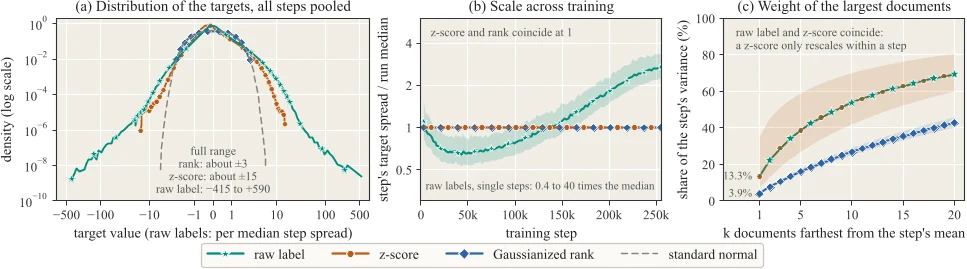 (a) Distribution of the targets, all steps pooled
density (log scale)
10⁰
10⁻²
10⁻⁴
10⁻⁶
10⁻⁸
10⁻¹⁰
full range
rank: about ±3
z-score: about ±15
raw label: −415 to +590
−500 −100 −10 −1 0 1 10 100 500
target value (raw labels: per median step spread)
(b) Scale across training
step's target spread / run median
4
2
1
0.5
z-score and rank coincide at 1
raw labels, single steps: 0.4 to 40 times the median
0 50k 100k 150k 200k 250k
training step
(c) Weight of the largest documents
share of the step's variance (%)
100
80
60
40
20
0
raw label and z-score coincide:
a z-score only rescales within a step
13.3%
3.9%
1 5 10 15 20
k documents farthest from the step's mean
raw label z-score Gaussianized rank standard normal